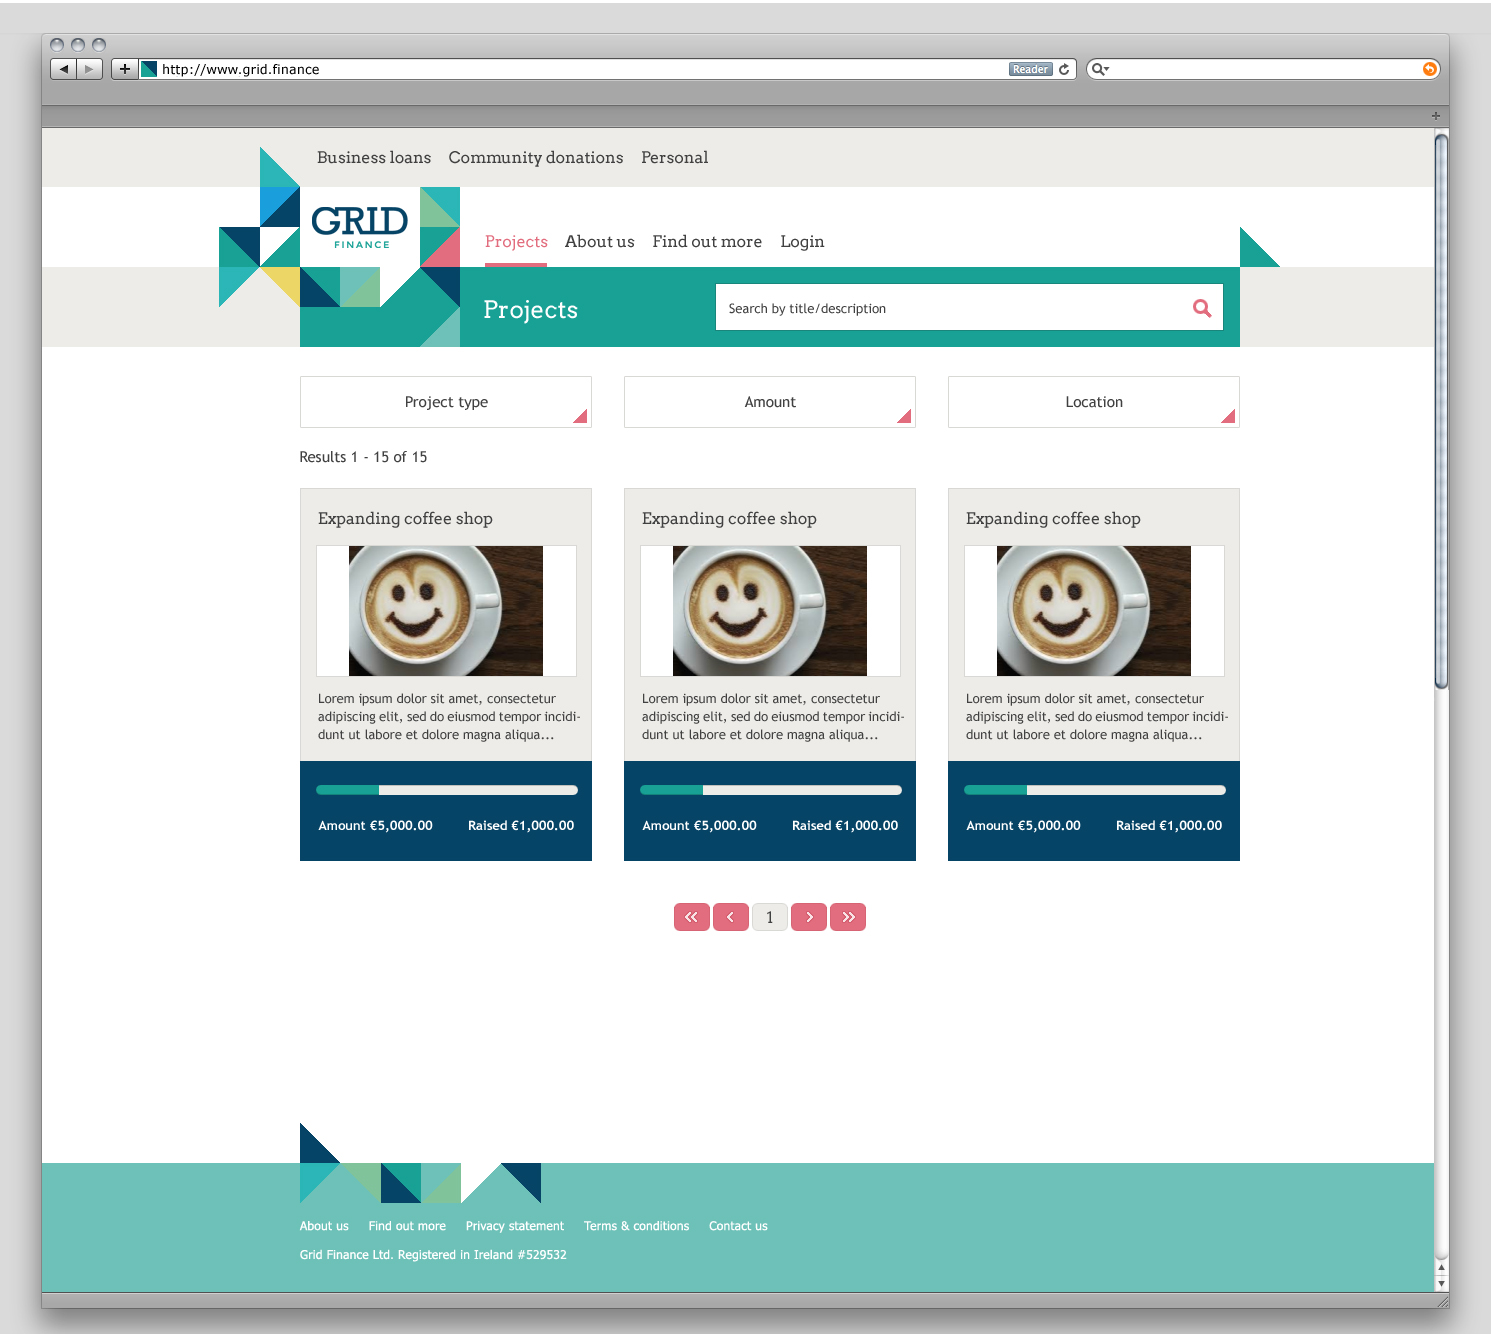 http://www.grid.finance
Reader
Business loans Community donations Personal
GRID
FINANCE
Projects About us Find out more Login
Projects
Search by title/description
Project type
Amount
Location
Results 1 - 15 of 15
Expanding coffee shop
Lorem ipsum dolor sit amet, consectetur
adipiscing elit, sed do eiusmod tempor incidi-
dunt ut labore et dolore magna aliqua...
Amount €5,000.00 Raised €1,000.00
Expanding coffee shop
Lorem ipsum dolor sit amet, consectetur
adipiscing elit, sed do eiusmod tempor incidi-
dunt ut labore et dolore magna aliqua...
Amount €5,000.00 Raised €1,000.00
Expanding coffee shop
Lorem ipsum dolor sit amet, consectetur
adipiscing elit, sed do eiusmod tempor incidi-
dunt ut labore et dolore magna aliqua...
Amount €5,000.00 Raised €1,000.00
1
About us Find out more Privacy statement Terms & conditions Contact us
Grid Finance Ltd. Registered in Ireland #529532